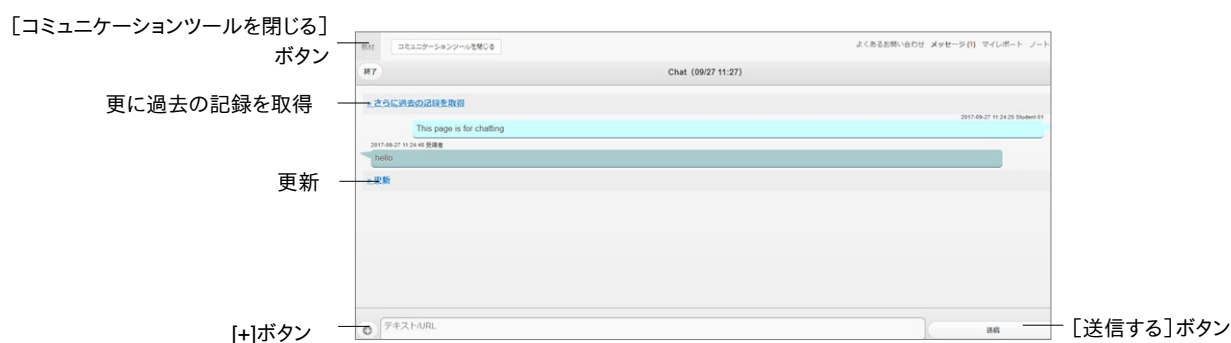 ［コミュニケーションツールを閉じる］
ボタン
教材
コミュニケーションツールを閉じる
よくあるお問い合わせ メッセージ(1) マイレポート ノート
終了
Chat (09/27 11:27)
更に過去の記録を取得
» さらに過去の記録を取得
2017-09-27 11:24:25 Student 01
This page is for chatting
2017-09-27 11:24:48 受講者
hello
更新
» 更新
[+]ボタン
テキスト/URL
送信
［送信する］ボタン